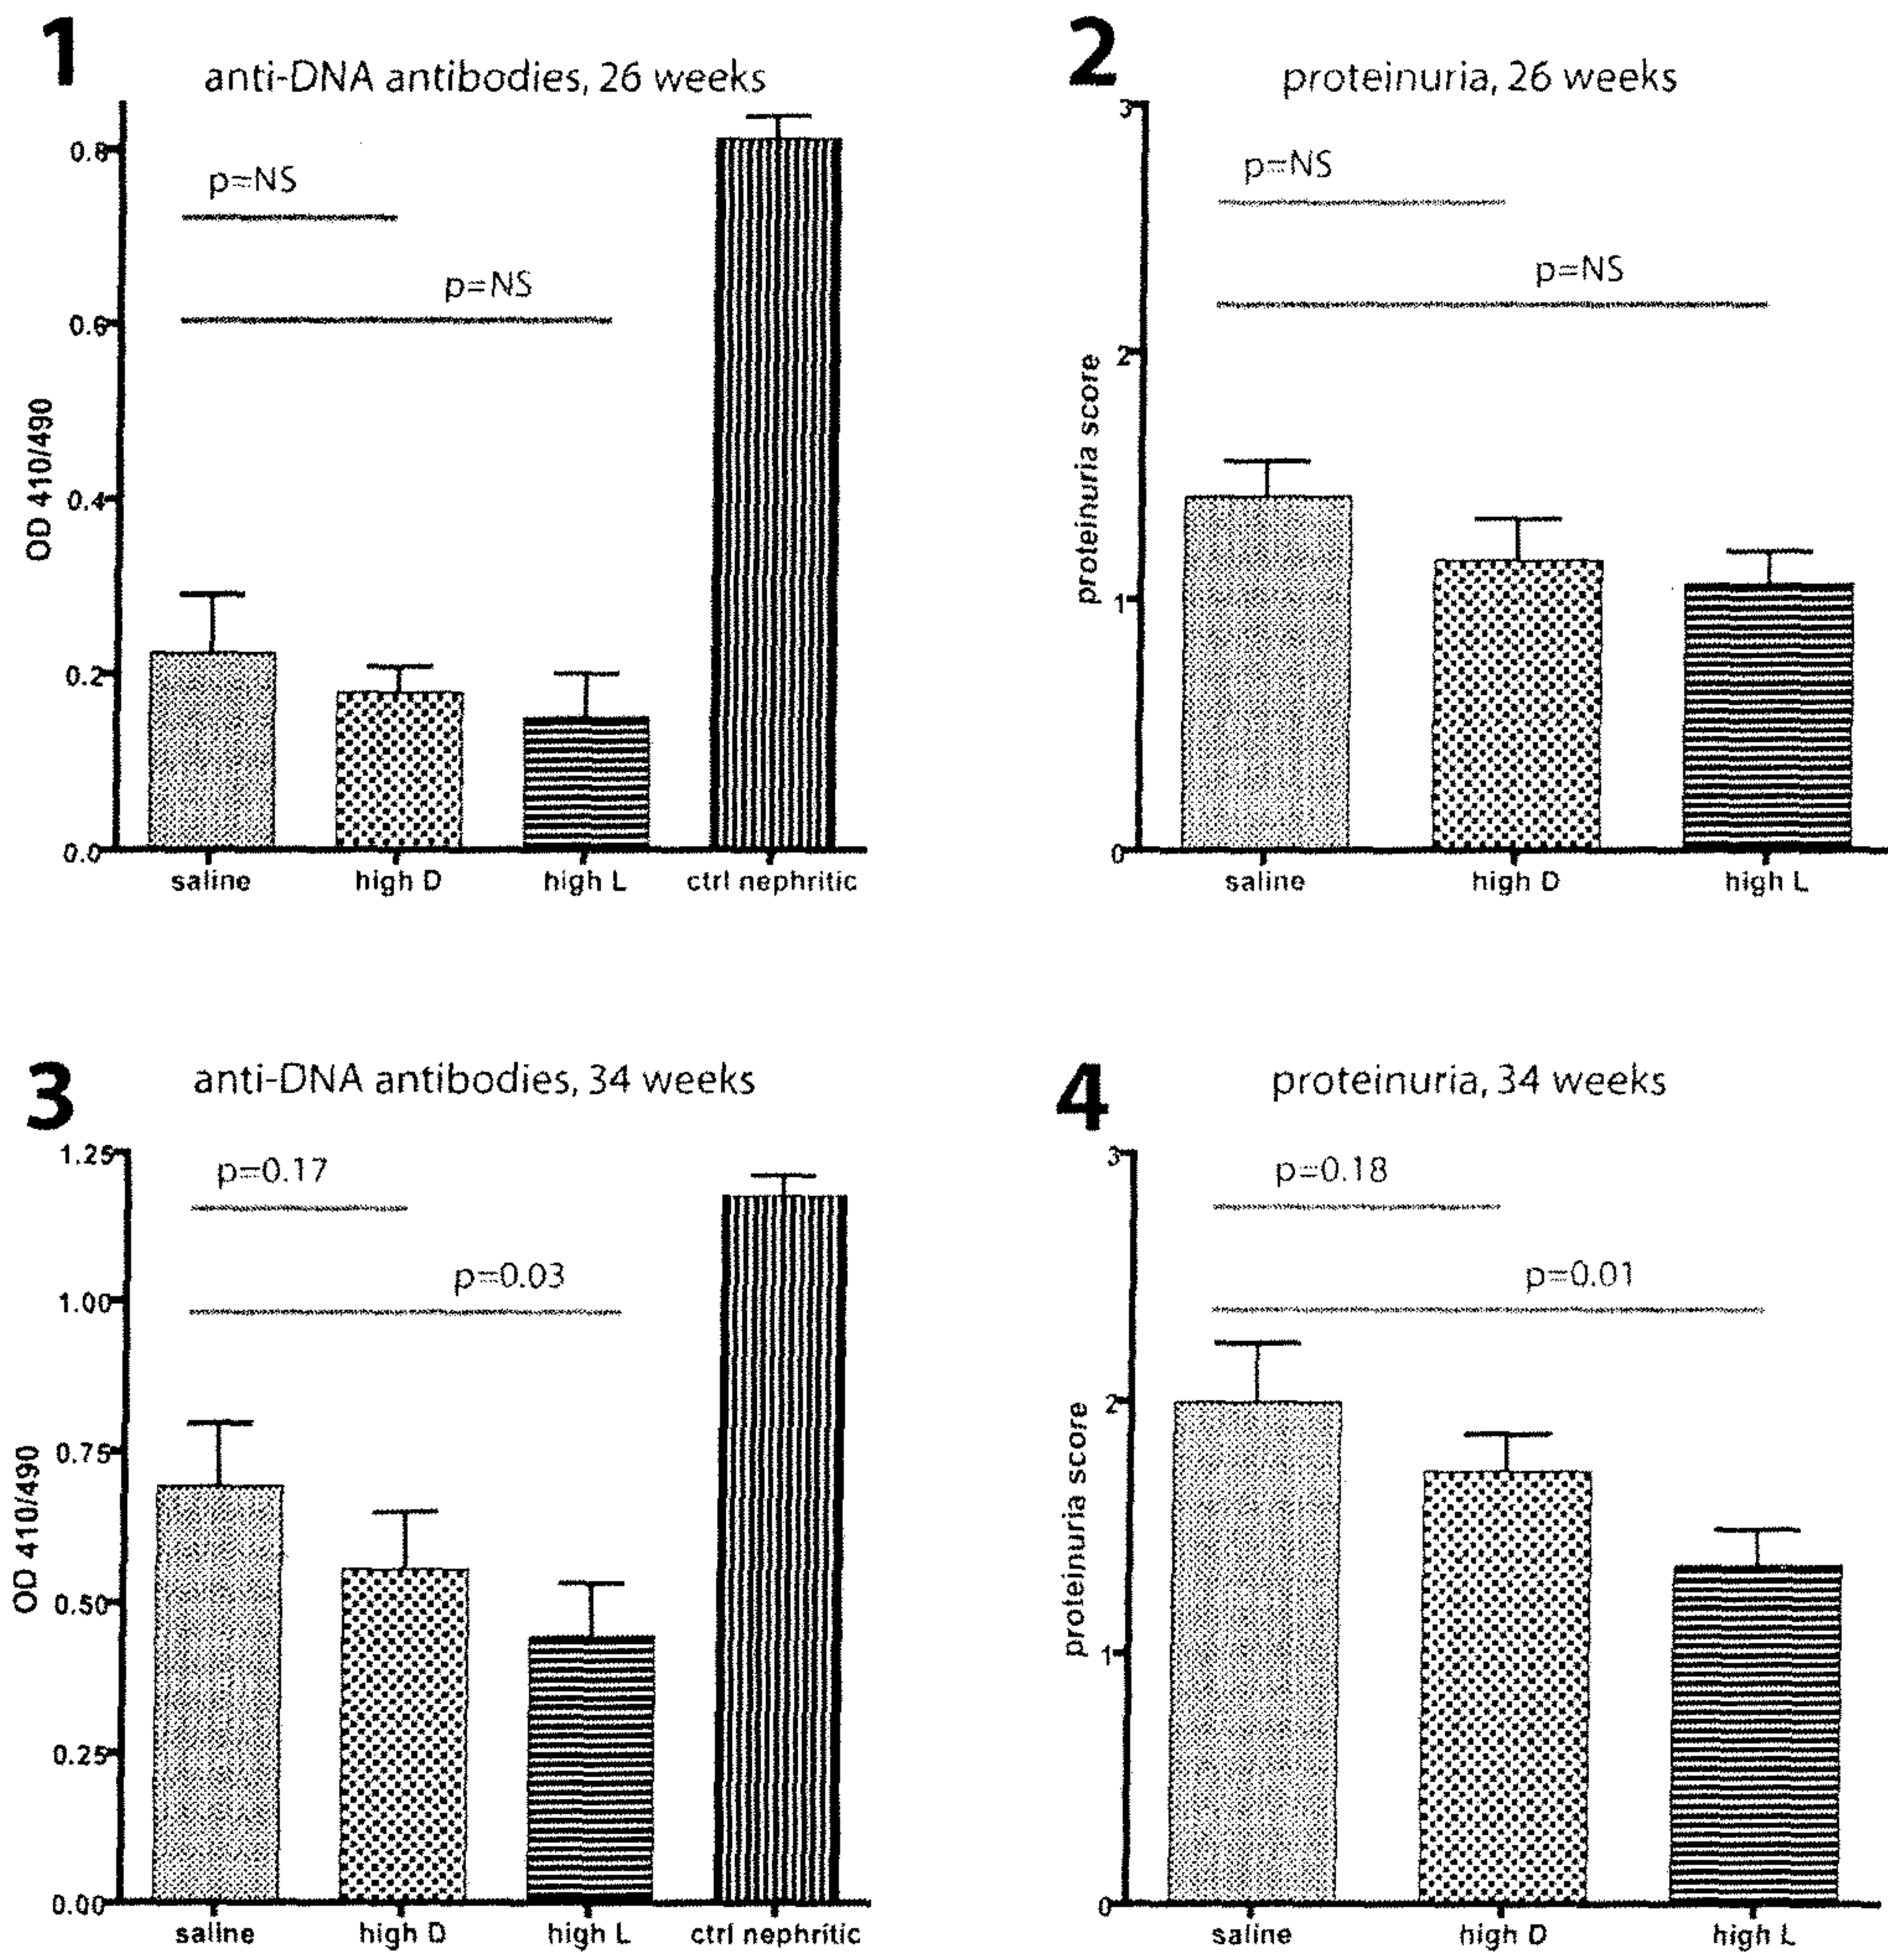 1
anti-DNA antibodies, 26 weeks
0.8
0.6
0.4
0.2
0.0
OD 410/490
p=NS
p=NS
saline
high D
high L
ctrl nephritic
2
proteinuria, 26 weeks
3
2
1
0
proteinuria score
p=NS
p=NS
saline
high D
high L
3
anti-DNA antibodies, 34 weeks
1.25
1.00
0.75
0.50
0.25
0.00
OD 410/490
p=0.17
p=0.03
saline
high D
high L
ctrl nephritic
4
proteinuria, 34 weeks
3
2
1
0
proteinuria score
p=0.18
p=0.01
saline
high D
high L